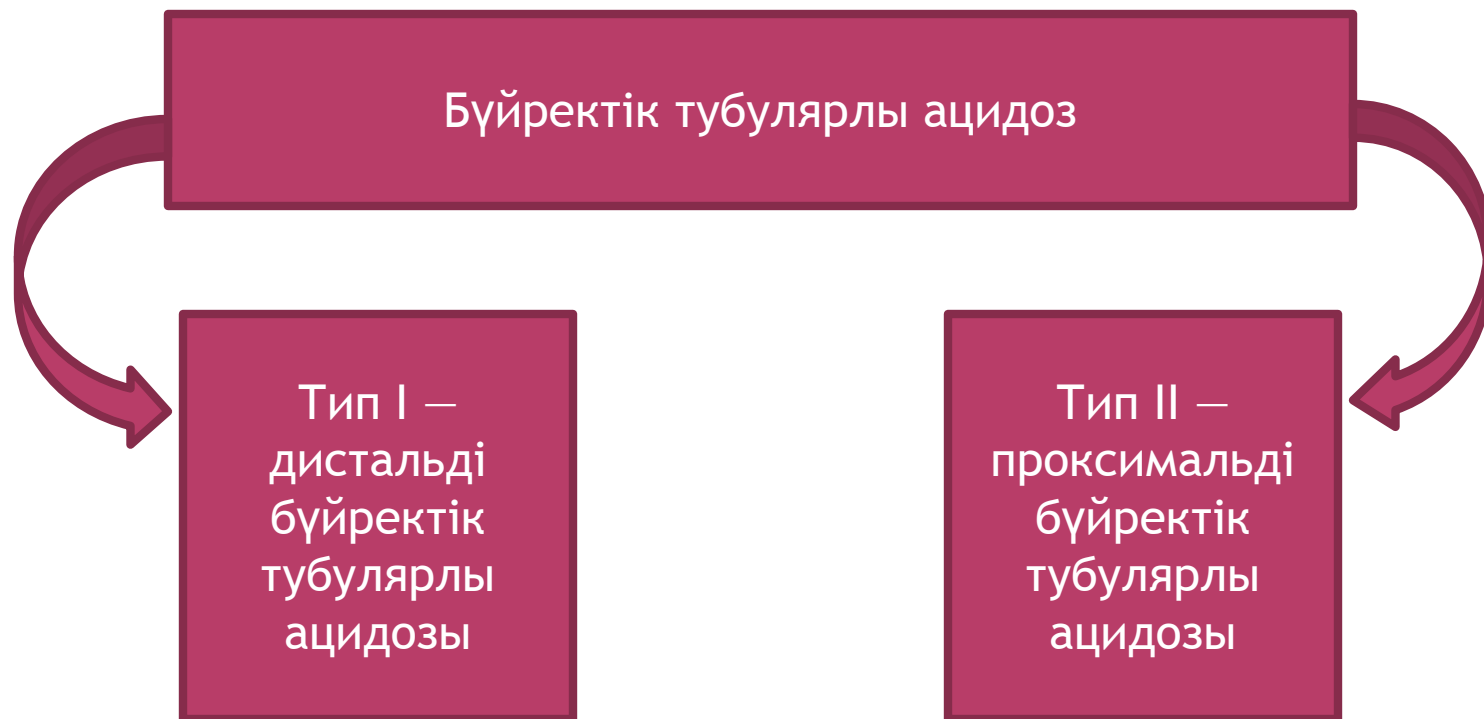 Бүйректік тубулярлы ацидоз
Тип I —
дистальді
бүйректік
тубулярлы
ацидозы
Тип II —
проксимальді
бүйректік
тубулярлы
ацидозы